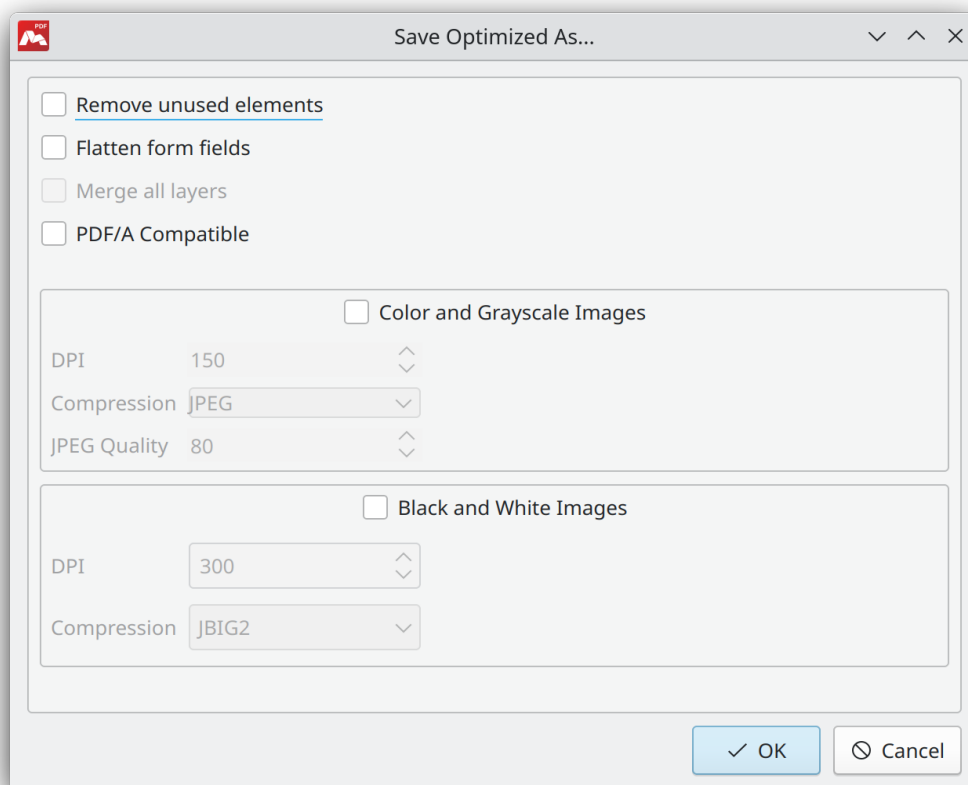 PDF
Save Optimized As...
Remove unused elements
Flatten form fields
Merge all layers
PDF/A Compatible
Color and Grayscale Images
DPI 150
Compression JPEG
JPEG Quality 80
Black and White Images
DPI 300
Compression JBIG2
OK Cancel